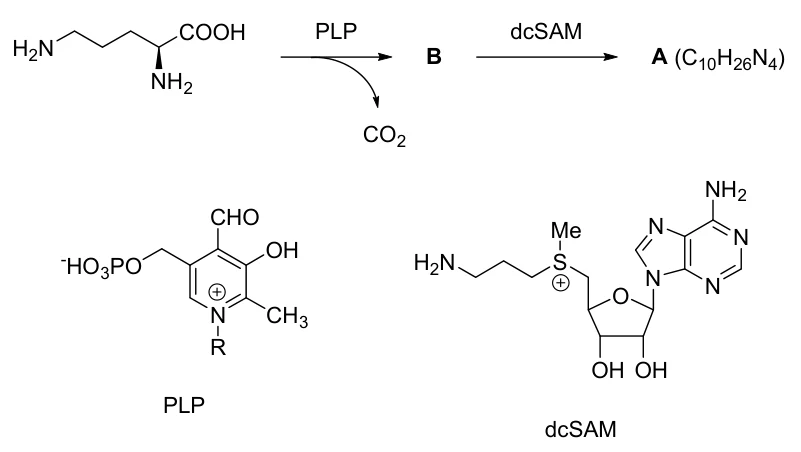 H₂N COOH NH₂
PLP
CO₂
B
dcSAM
A (C₁₀H₂₆N₄)
CHO
OH
⁻HO₃PO
⊕
N
CH₃
R
PLP
NH₂
N N
N N
Me
H₂N S
⊕
O
OH OH
dcSAM